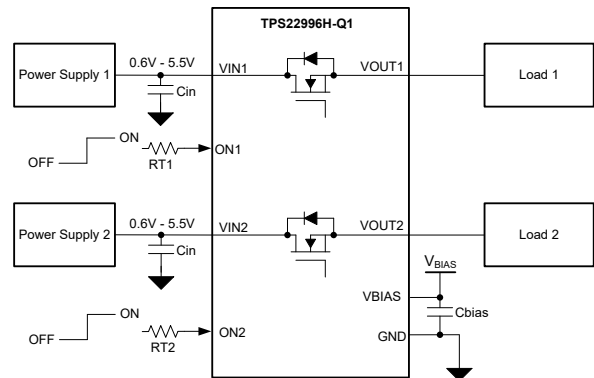 TPS22996H-Q1
Power Supply 1
0.6V - 5.5V
VIN1
VOUT1
Load 1
Cin
OFF
ON
RT1
ON1
Power Supply 2
0.6V - 5.5V
VIN2
VOUT2
Load 2
Cin
VBIAS
VBIAS
Cbias
OFF
ON
RT2
ON2
GND